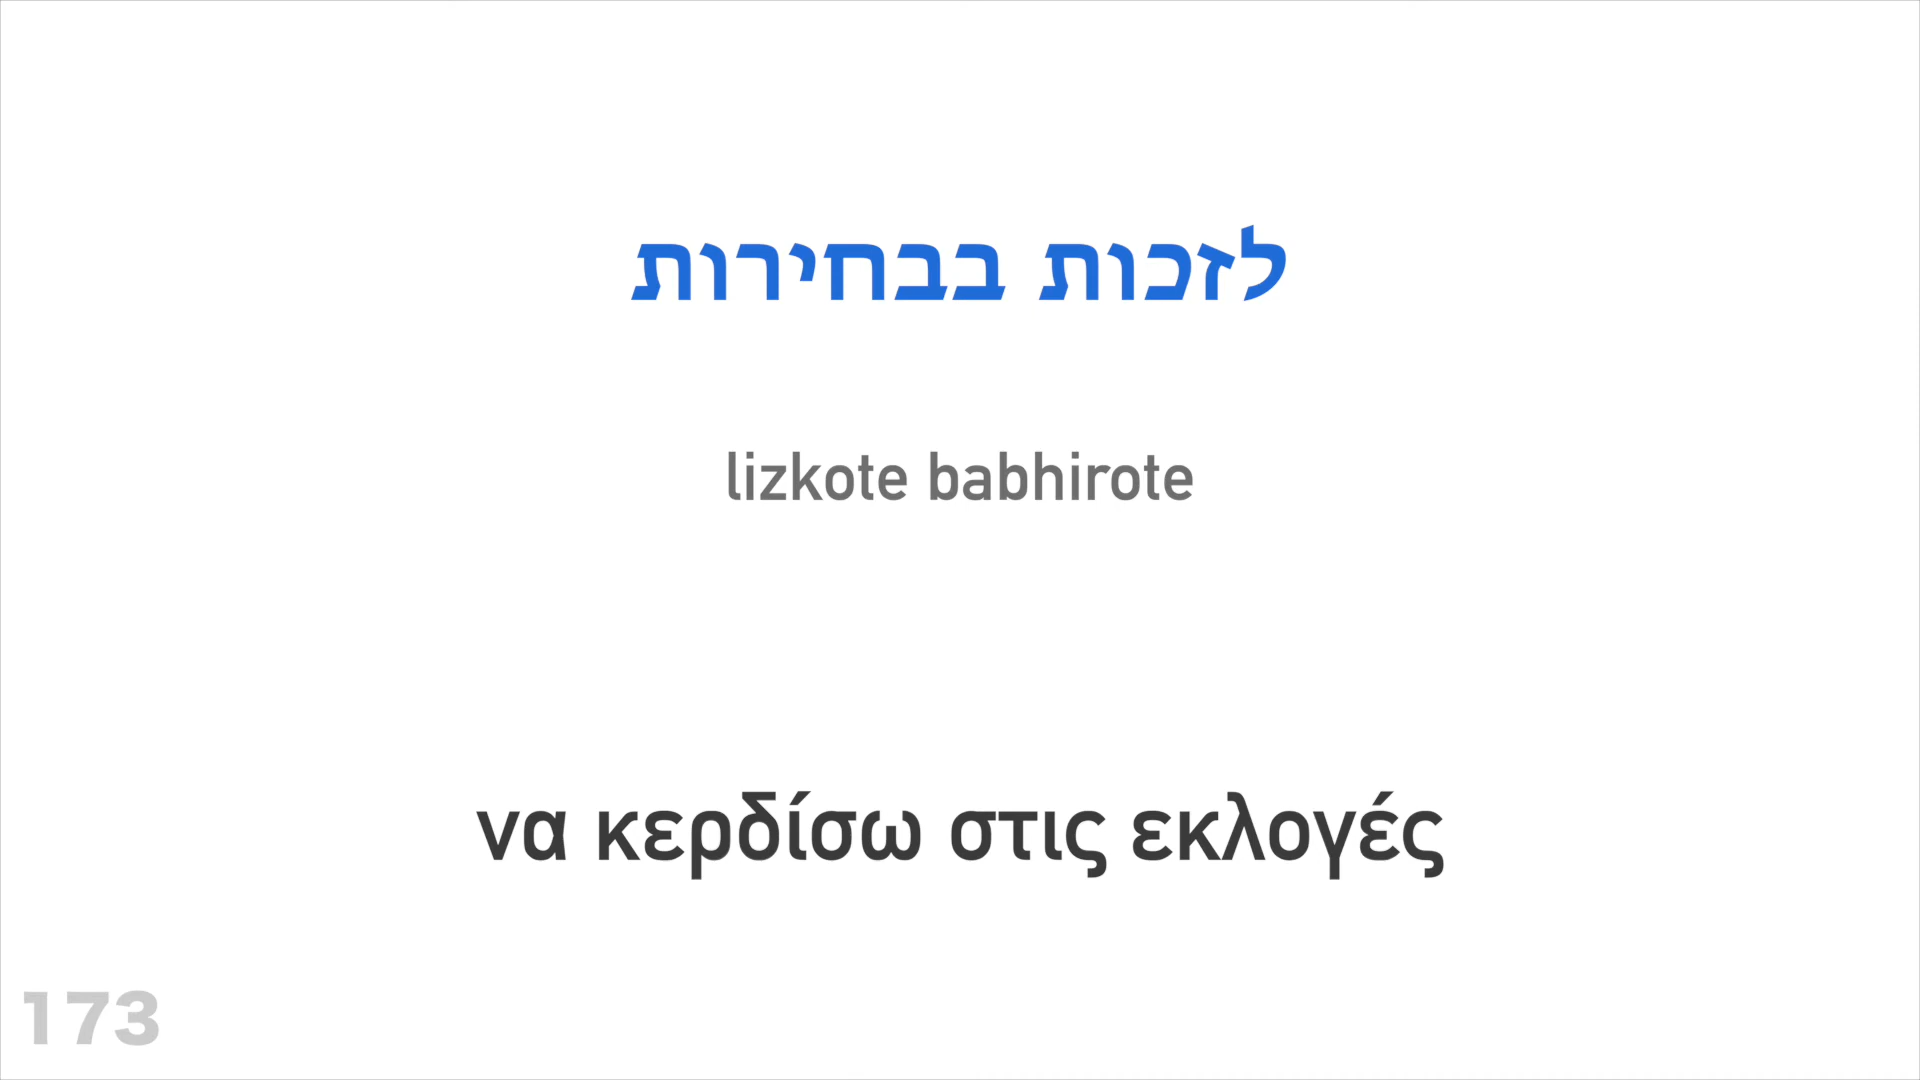 לזכות בבחירות
lizkote babhirote
να κερδίσω στις εκλογές
173